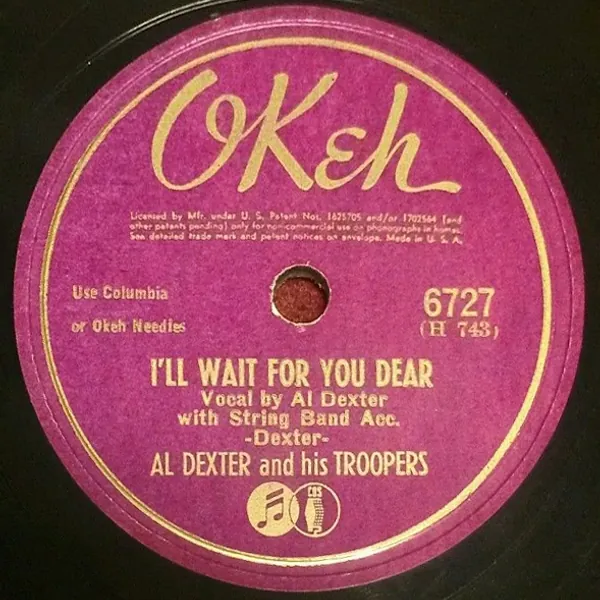 OKeh
Licensed by Mfr. under U. S. Patent Nos. 1625705 and/or 1702564 (and
other patents pending) only for non-commercial use on phonographs in homes.
See detailed trade mark and patent notices on envelope. Made in U. S. A.
Use Columbia
or Okeh Needles
6727
(H 743)
I'LL WAIT FOR YOU DEAR
Vocal by Al Dexter
with String Band Acc.
-Dexter-
AL DEXTER and his TROOPERS
CBS